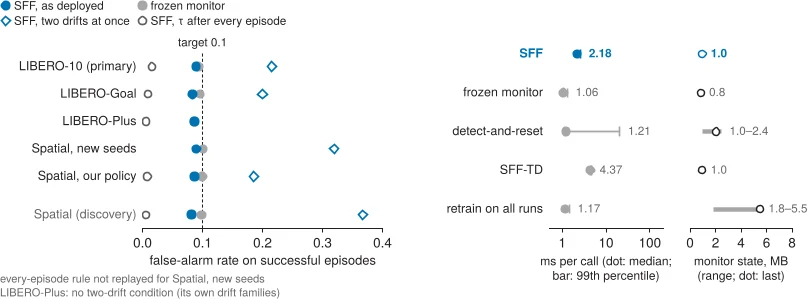 SFF, as deployed
frozen monitor
SFF, two drifts at once
SFF, τ after every episode
target 0.1
LIBERO-10 (primary)
LIBERO-Goal
LIBERO-Plus
Spatial, new seeds
Spatial, our policy
Spatial (discovery)
0.0 0.1 0.2 0.3 0.4
false-alarm rate on successful episodes
every-episode rule not replayed for Spatial, new seeds
LIBERO-Plus: no two-drift condition (its own drift families)
SFF 2.18 1.0
frozen monitor 1.06 0.8
detect-and-reset 1.21 1.0–2.4
SFF-TD 4.37 1.0
retrain on all runs 1.17 1.8–5.5
1 10 100
0 2 4 6 8
ms per call (dot: median;
bar: 99th percentile)
monitor state, MB
(range; dot: last)